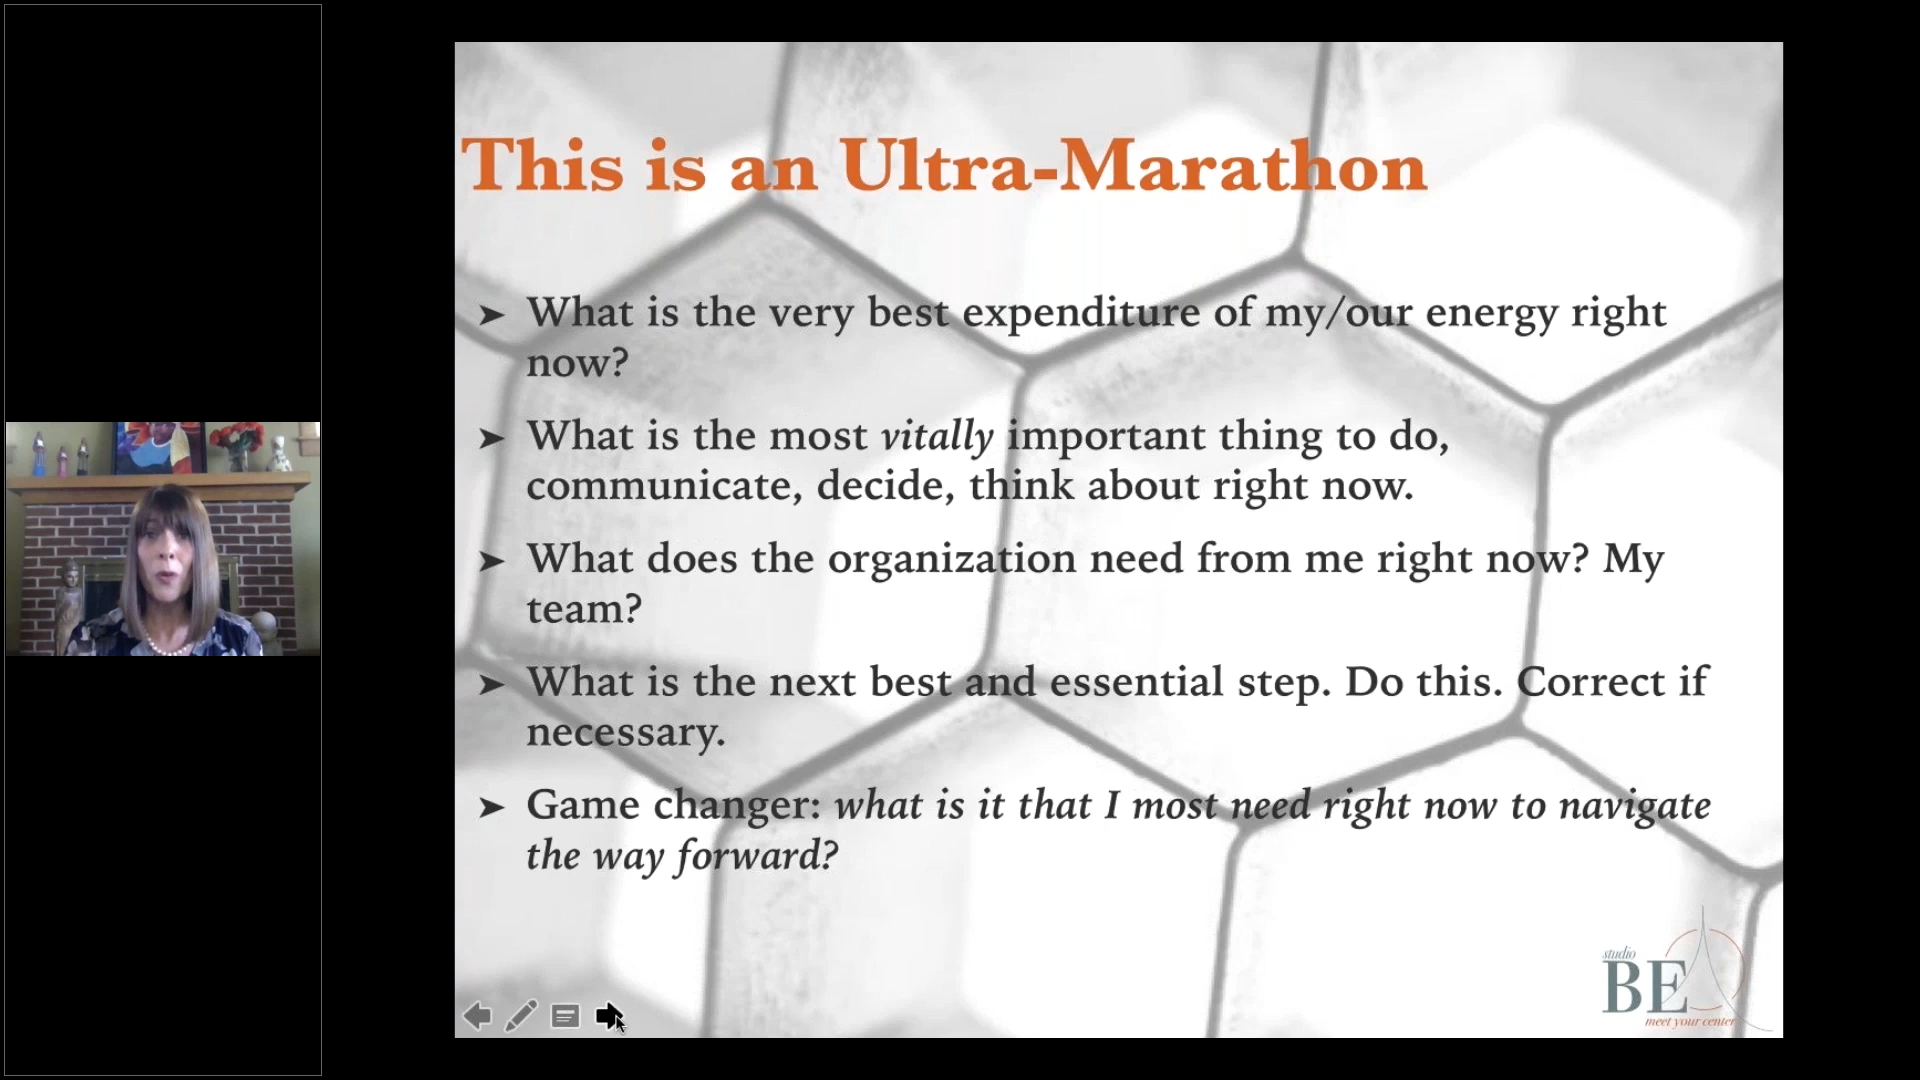 This is an Ultra-Marathon
➤ What is the very best expenditure of my/our energy right
now?
➤ What is the most vitally important thing to do,
communicate, decide, think about right now.
➤ What does the organization need from me right now? My
team?
➤ What is the next best and essential step. Do this. Correct if
necessary.
➤ Game changer: what is it that I most need right now to navigate
the way forward?
studio
BE
meet your center